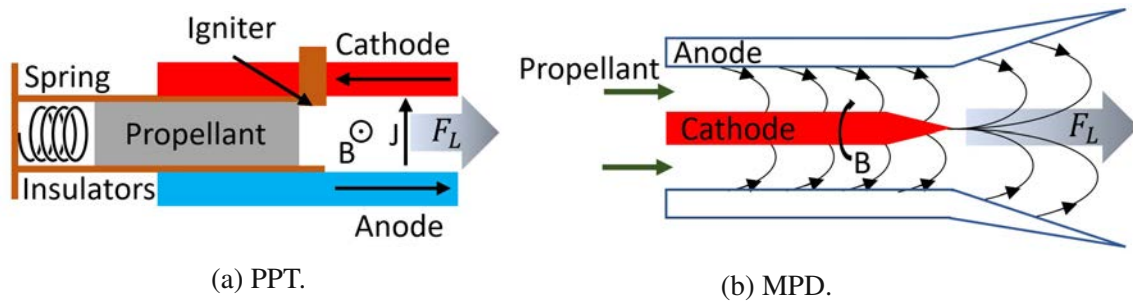 Igniter
Cathode
Spring
Propellant
B
J
F_L
Insulators
Anode
(a) PPT.
Anode
Propellant
Cathode
B
F_L
(b) MPD.